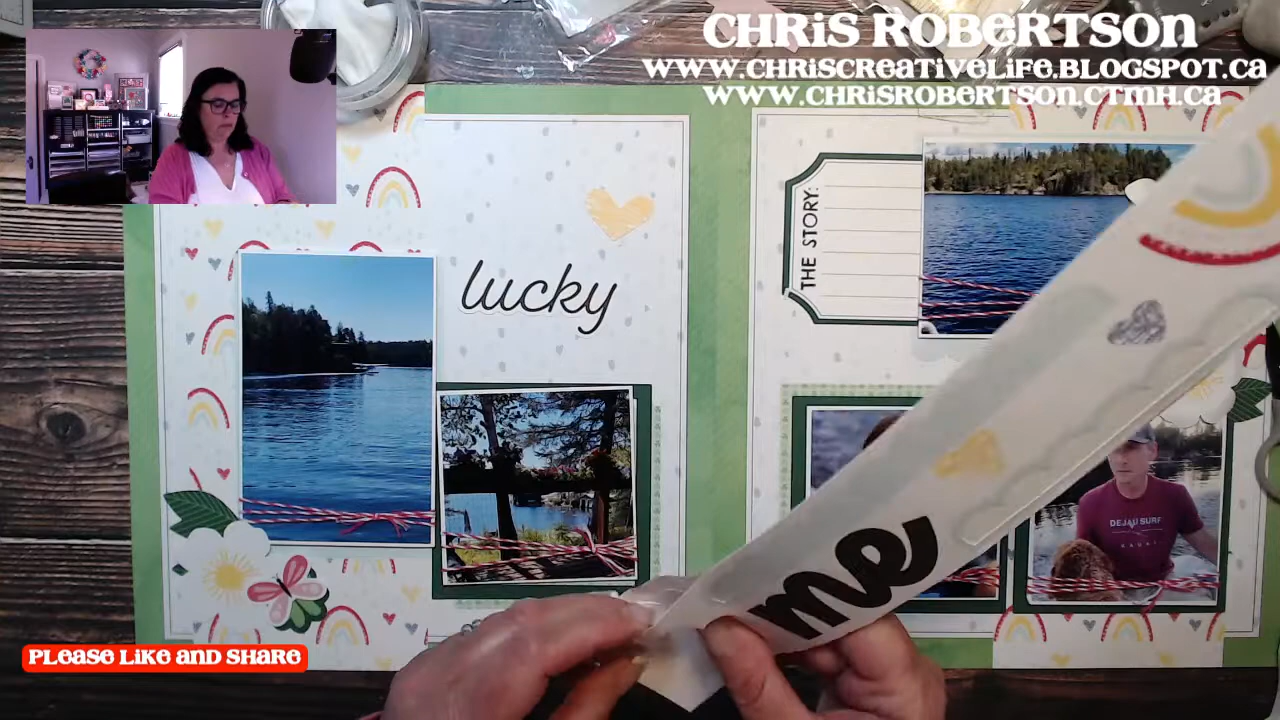 CHRiS ROBERTSON
www.CHRiSCReATiVeLiFe.BLOGSPOT.Ca
www.CHRiSROBeRTSON.CTMH.Ca
THE STORY:
lucky
me
DEJAU SURF
PLeaSe LiKe aND SHaRe